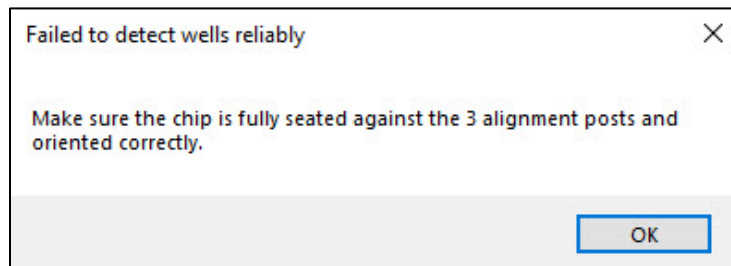 Failed to detect wells reliably
Make sure the chip is fully seated against the 3 alignment posts and
oriented correctly.
OK